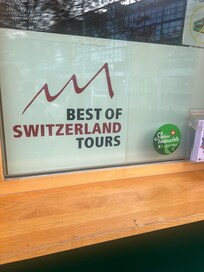 BEST OF
SWITZERLAND
TOURS